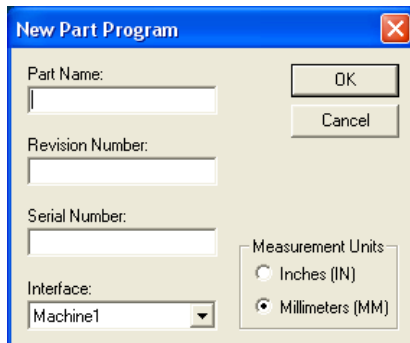 New Part Program
Part Name:
OK
Cancel
Revision Number:
Serial Number:
Measurement Units
Inches (IN)
Millimeters (MM)
Interface:
Machine1